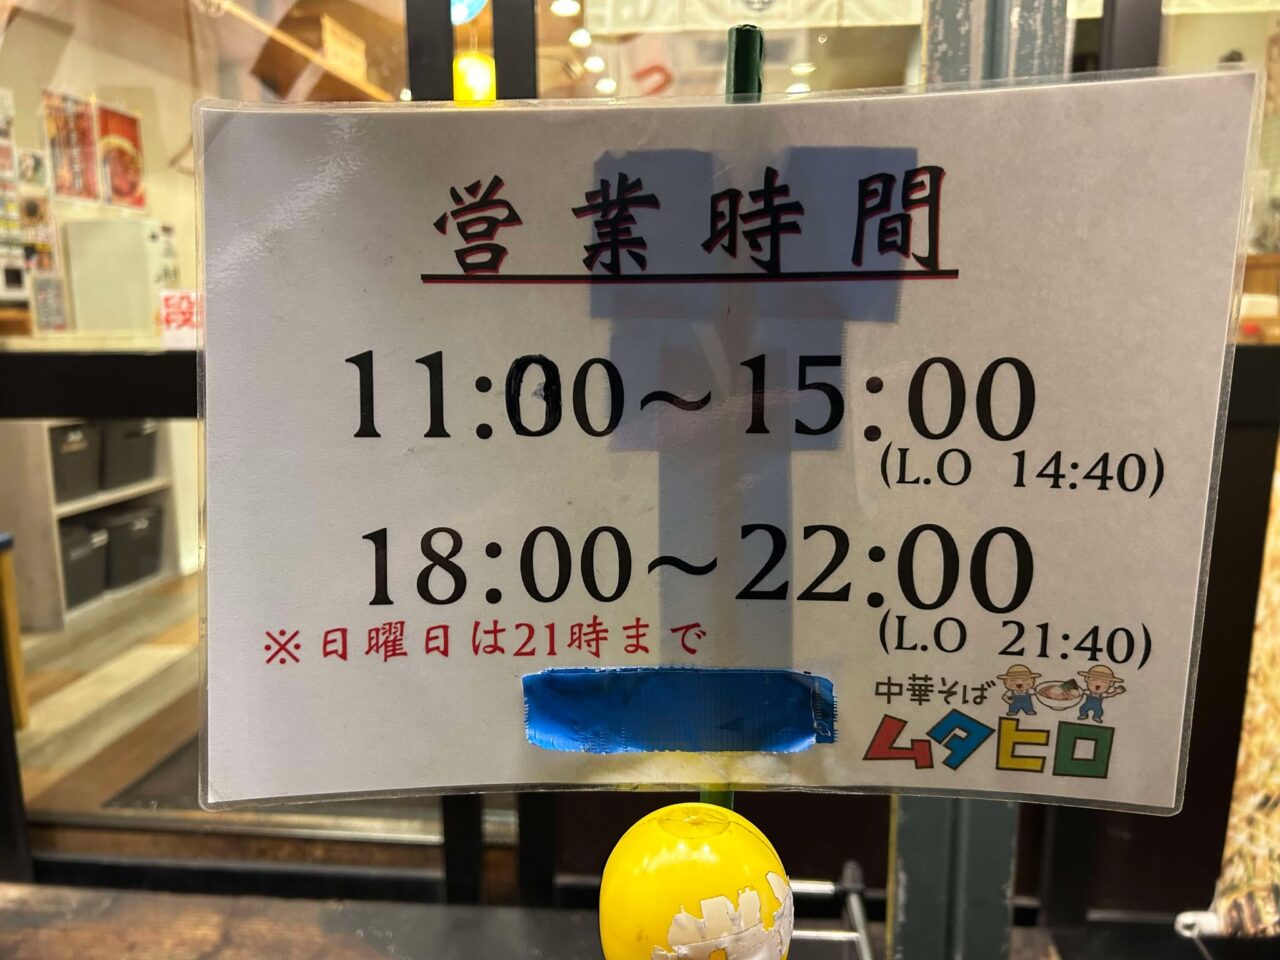 営業時間
11:00～15:00
(L.O 14:40)
18:00～22:00
(L.O 21:40)
※日曜日は21時まで
中華そば
ムタヒロ